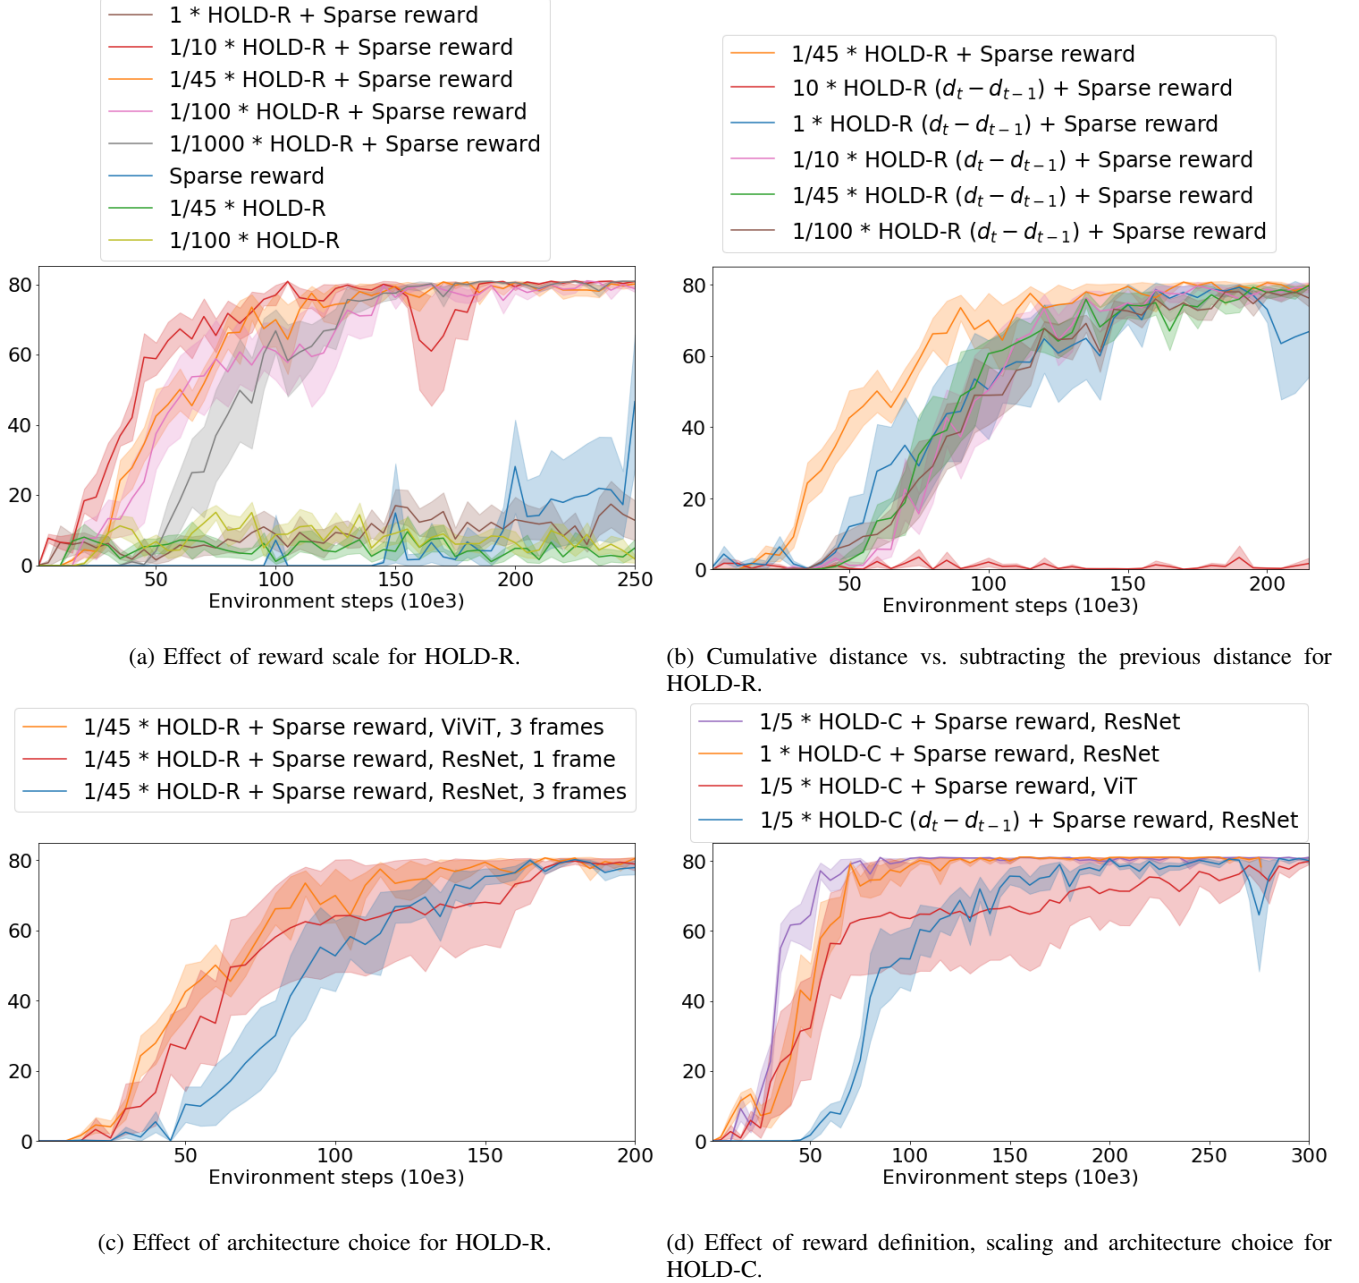 1 * HOLD-R + Sparse reward
1/10 * HOLD-R + Sparse reward
1/45 * HOLD-R + Sparse reward
1/100 * HOLD-R + Sparse reward
1/1000 * HOLD-R + Sparse reward
Sparse reward
1/45 * HOLD-R
1/100 * HOLD-R
80
60
40
20
0
50 100 150 200 250
Environment steps (10e3)
(a) Effect of reward scale for HOLD-R.
1/45 * HOLD-R + Sparse reward
10 * HOLD-R (d_t − d_{t−1}) + Sparse reward
1 * HOLD-R (d_t − d_{t−1}) + Sparse reward
1/10 * HOLD-R (d_t − d_{t−1}) + Sparse reward
1/45 * HOLD-R (d_t − d_{t−1}) + Sparse reward
1/100 * HOLD-R (d_t − d_{t−1}) + Sparse reward
80
60
40
20
0
50 100 150 200
Environment steps (10e3)
(b) Cumulative distance vs. subtracting the previous distance for
HOLD-R.
1/45 * HOLD-R + Sparse reward, ViViT, 3 frames
1/45 * HOLD-R + Sparse reward, ResNet, 1 frame
1/45 * HOLD-R + Sparse reward, ResNet, 3 frames
80
60
40
20
0
50 100 150 200
Environment steps (10e3)
(c) Effect of architecture choice for HOLD-R.
1/5 * HOLD-C + Sparse reward, ResNet
1 * HOLD-C + Sparse reward, ResNet
1/5 * HOLD-C + Sparse reward, ViT
1/5 * HOLD-C (d_t − d_{t−1}) + Sparse reward, ResNet
80
60
40
20
0
50 100 150 200 250 300
Environment steps (10e3)
(d) Effect of reward definition, scaling and architecture choice for
HOLD-C.